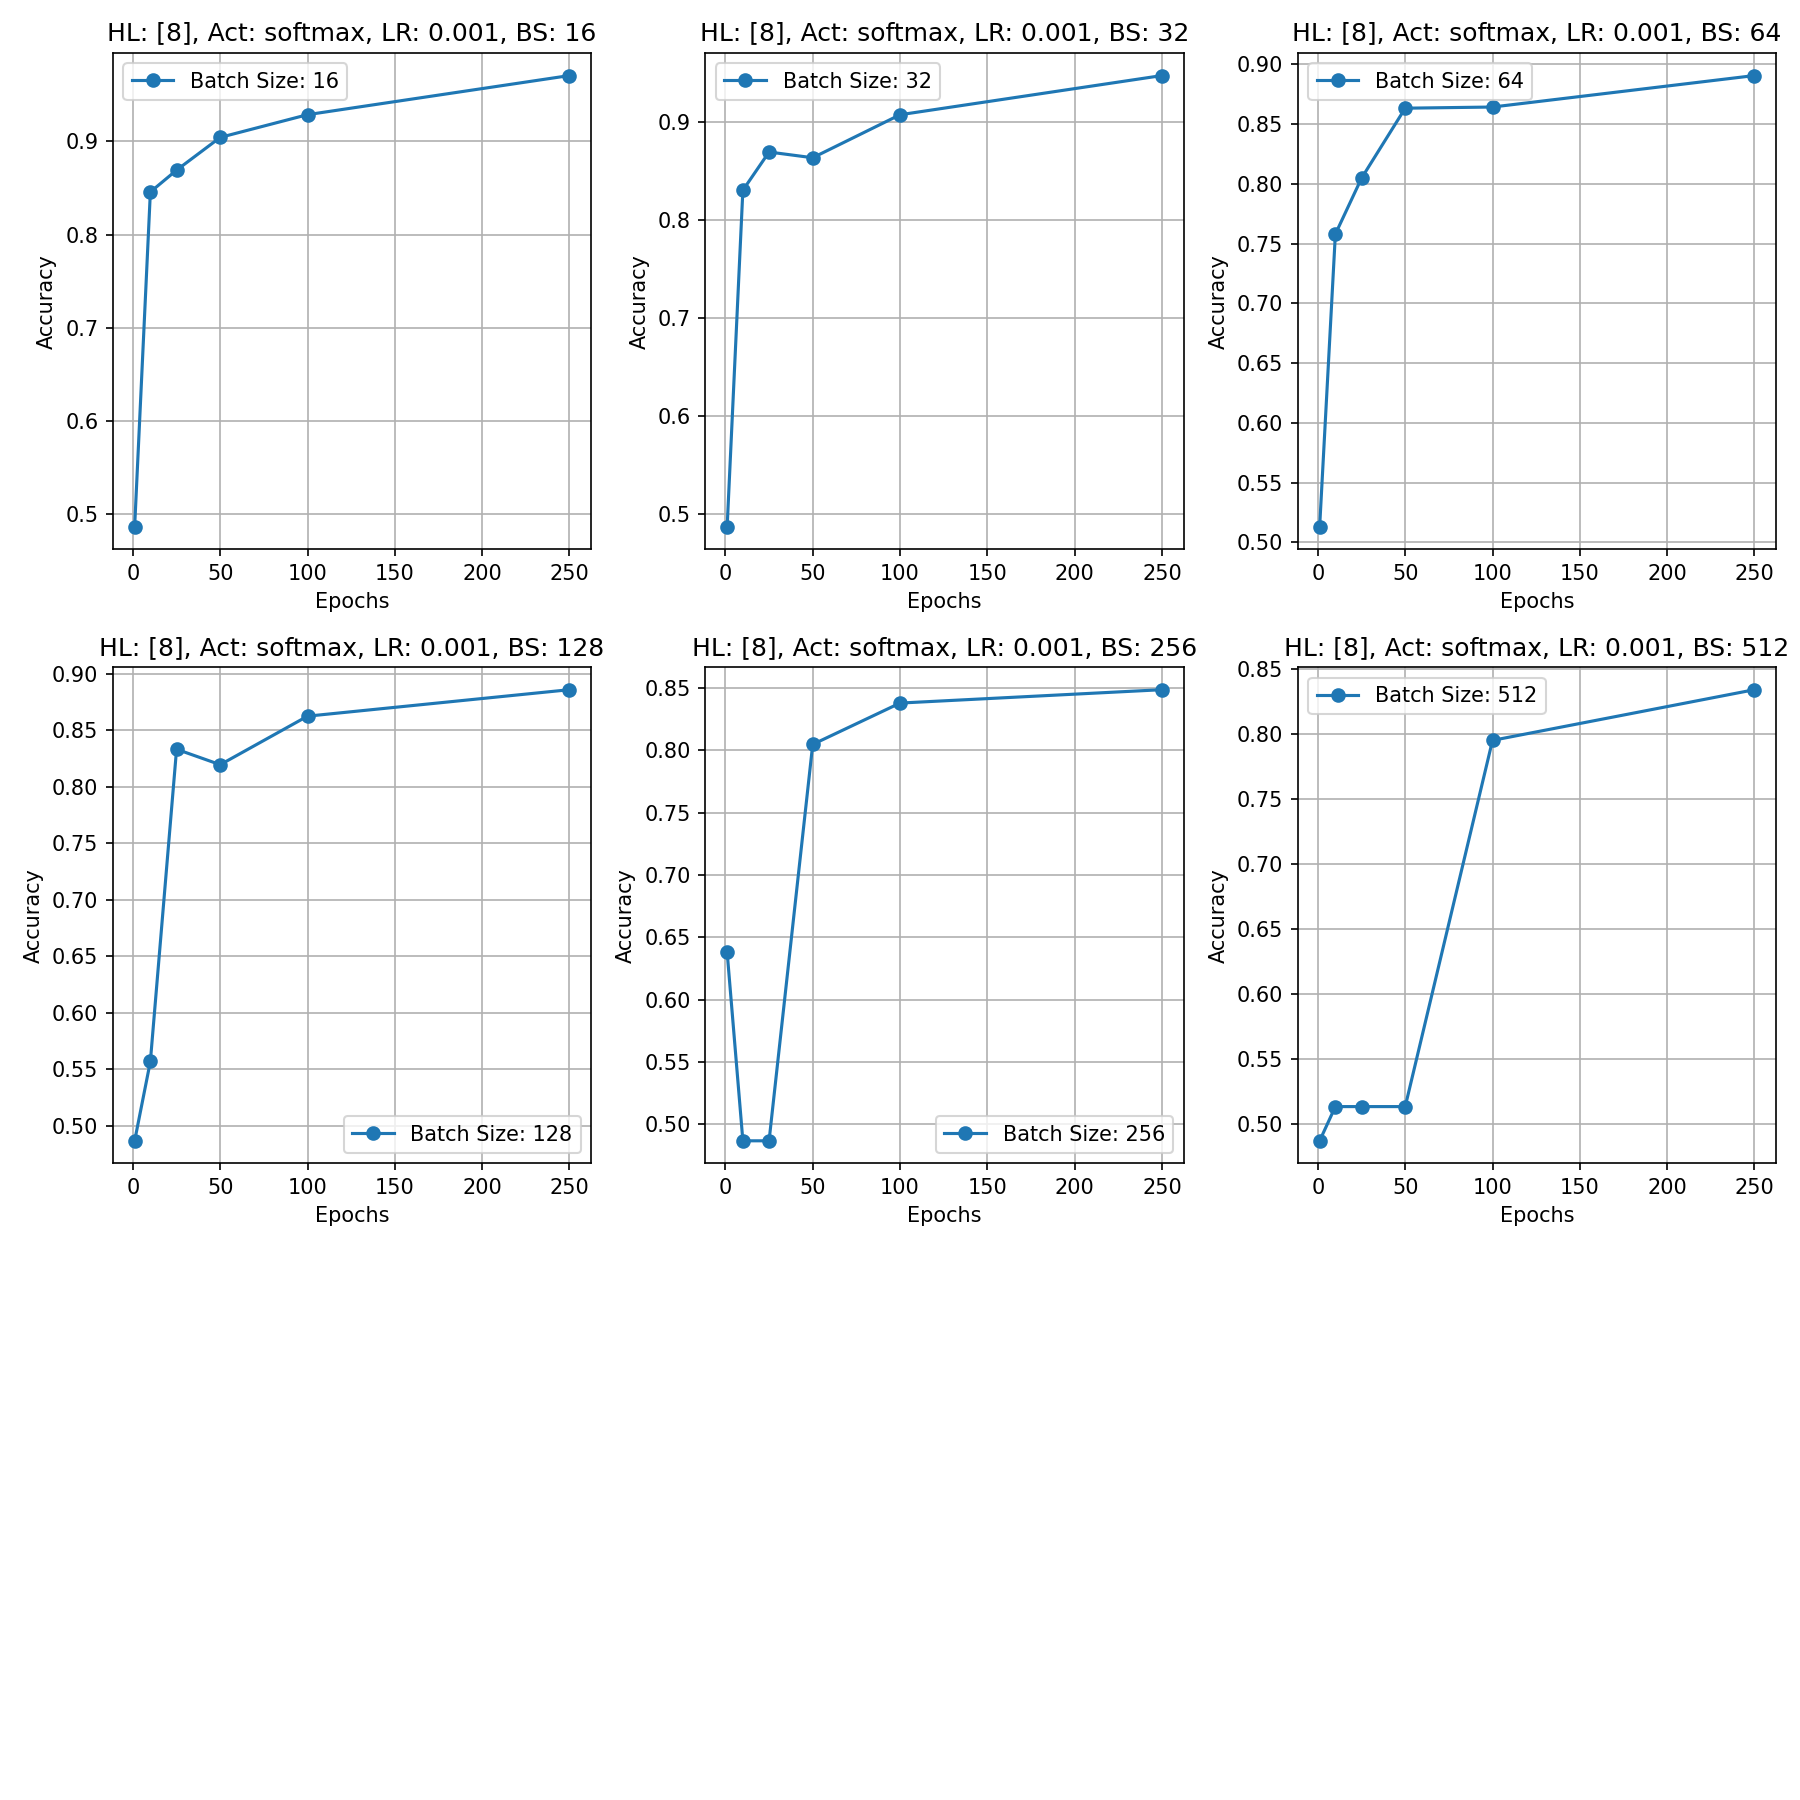 HL: [8], Act: softmax, LR: 0.001, BS: 16
Batch Size: 16
Accuracy
0.9
0.8
0.7
0.6
0.5
0 50 100 150 200 250
Epochs
HL: [8], Act: softmax, LR: 0.001, BS: 32
Batch Size: 32
Accuracy
0.9
0.8
0.7
0.6
0.5
0 50 100 150 200 250
Epochs
HL: [8], Act: softmax, LR: 0.001, BS: 64
Batch Size: 64
Accuracy
0.90
0.85
0.80
0.75
0.70
0.65
0.60
0.55
0.50
0 50 100 150 200 250
Epochs
HL: [8], Act: softmax, LR: 0.001, BS: 128
Accuracy
0.90
0.85
0.80
0.75
0.70
0.65
0.60
0.55
0.50
Batch Size: 128
0 50 100 150 200 250
Epochs
HL: [8], Act: softmax, LR: 0.001, BS: 256
Accuracy
0.85
0.80
0.75
0.70
0.65
0.60
0.55
0.50
Batch Size: 256
0 50 100 150 200 250
Epochs
HL: [8], Act: softmax, LR: 0.001, BS: 512
Batch Size: 512
Accuracy
0.85
0.80
0.75
0.70
0.65
0.60
0.55
0.50
0 50 100 150 200 250
Epochs